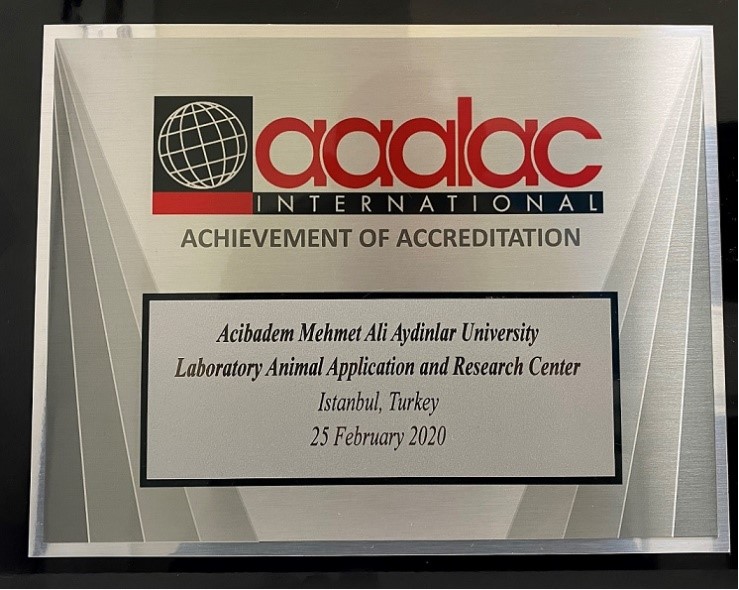 aaalac
INTERNATIONAL
ACHIEVEMENT OF ACCREDITATION
Acibadem Mehmet Ali Aydinlar University
Laboratory Animal Application and Research Center
Istanbul, Turkey
25 February 2020